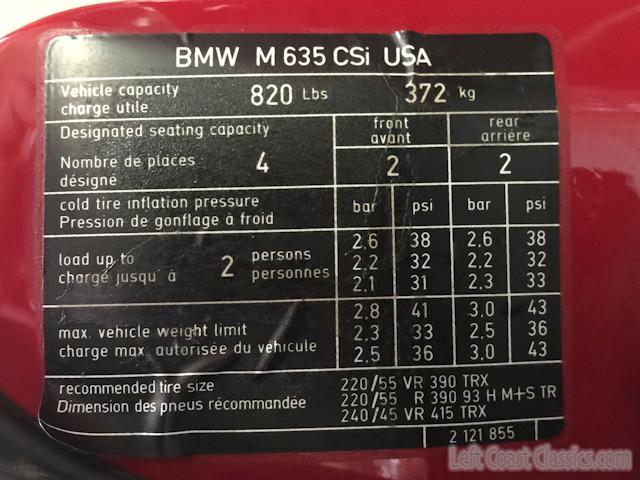 BMW M 635 CSi USA
Vehicle capacity
charge utile 820 Lbs 372 kg
Designated seating capacity front avant rear arriére
Nombre de places
désigné 4 2 2
cold tire inflation pressure
Pression de gonflage á froid bar psi bar psi
load up to
chargé jusqu' á 2 persons
personnes
2.6 38 2.6 38
2.2 32 2.2 32
2.1 31 2.3 33
max. vehicle weight limit
charge max. autorisée du véhicule
2.8 41 3.0 43
2.3 33 2.5 36
2.5 36 3.0 43
recommended tire size
Dimension des pneus récommandée
220/55 VR 390 TRX
220/55 R 390 93 H M+S TR
240/45 VR 415 TRX
2 121 855
Left Coast Classics.com